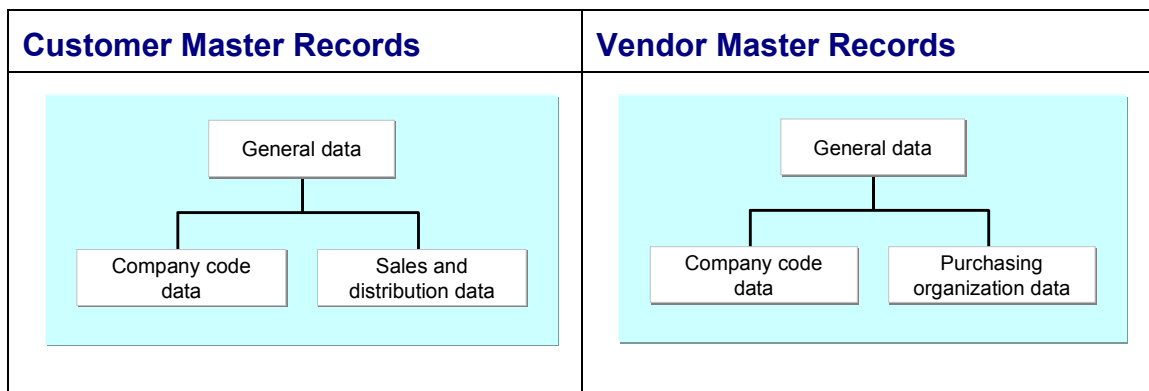 Customer Master Records
Vendor Master Records
General data
Company code
data
Sales and
distribution data
General data
Company code
data
Purchasing
organization data